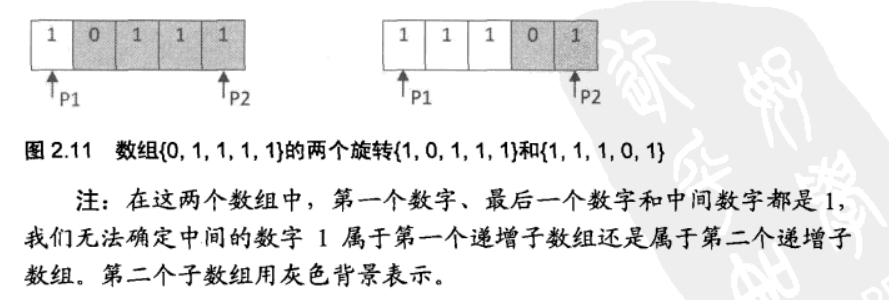 1 0 1 1 1 1 1 1 0 1
P1 P2 P1 P2
图 2.11 数组{0, 1, 1, 1, 1}的两个旋转{1, 0, 1, 1, 1}和{1, 1, 1, 0, 1}
注：在这两个数组中，第一个数字、最后一个数字和中间数字都是 1，
我们无法确定中间的数字 1 属于第一个递增子数组还是属于第二个递增子
数组。第二个子数组用灰色背景表示。